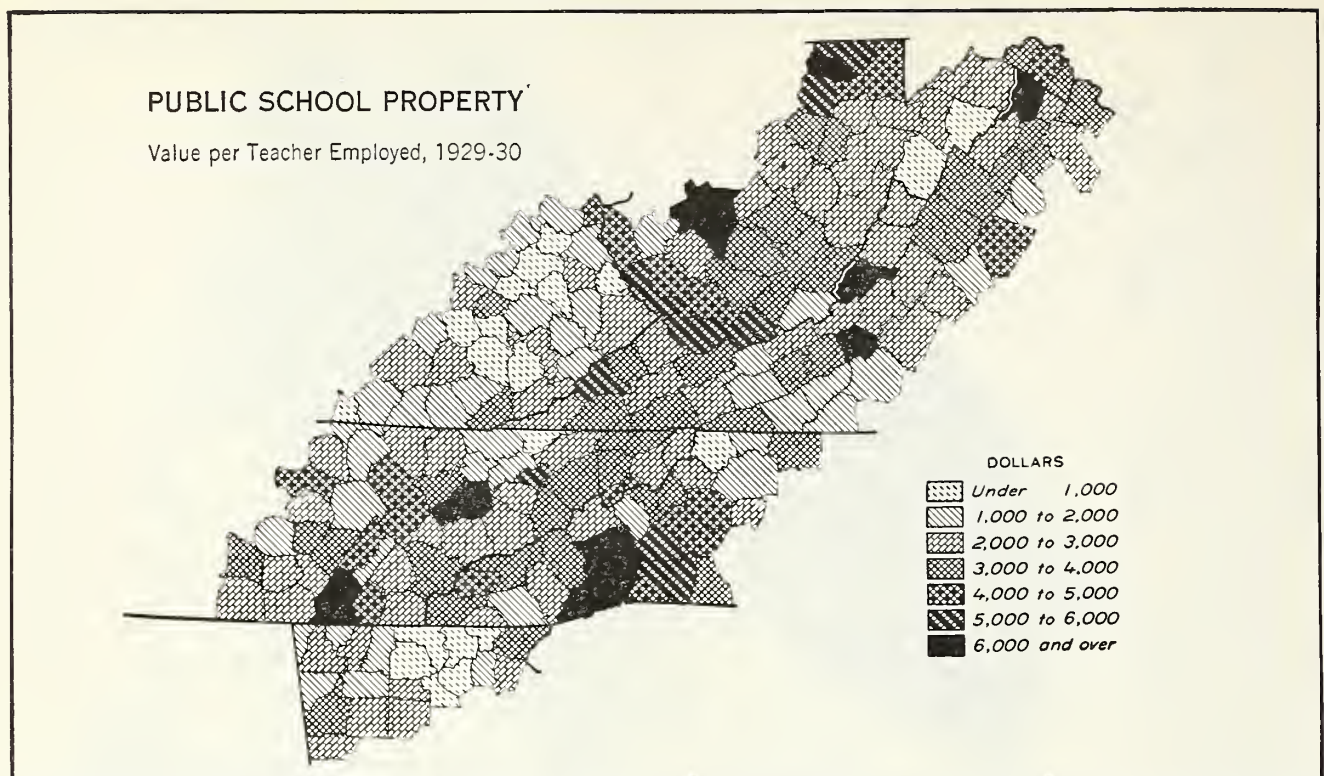 PUBLIC SCHOOL PROPERTY
Value per Teacher Employed, 1929-30
DOLLARS
Under 1,000
1,000 to 2,000
2,000 to 3,000
3,000 to 4,000
4,000 to 5,000
5,000 to 6,000
6,000 and over